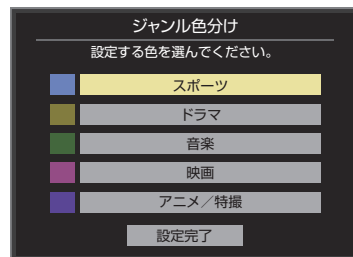 ジャンル色分け
設定する色を選んでください。
スポーツ
ドラマ
音楽
映画
アニメ／特撮
設定完了